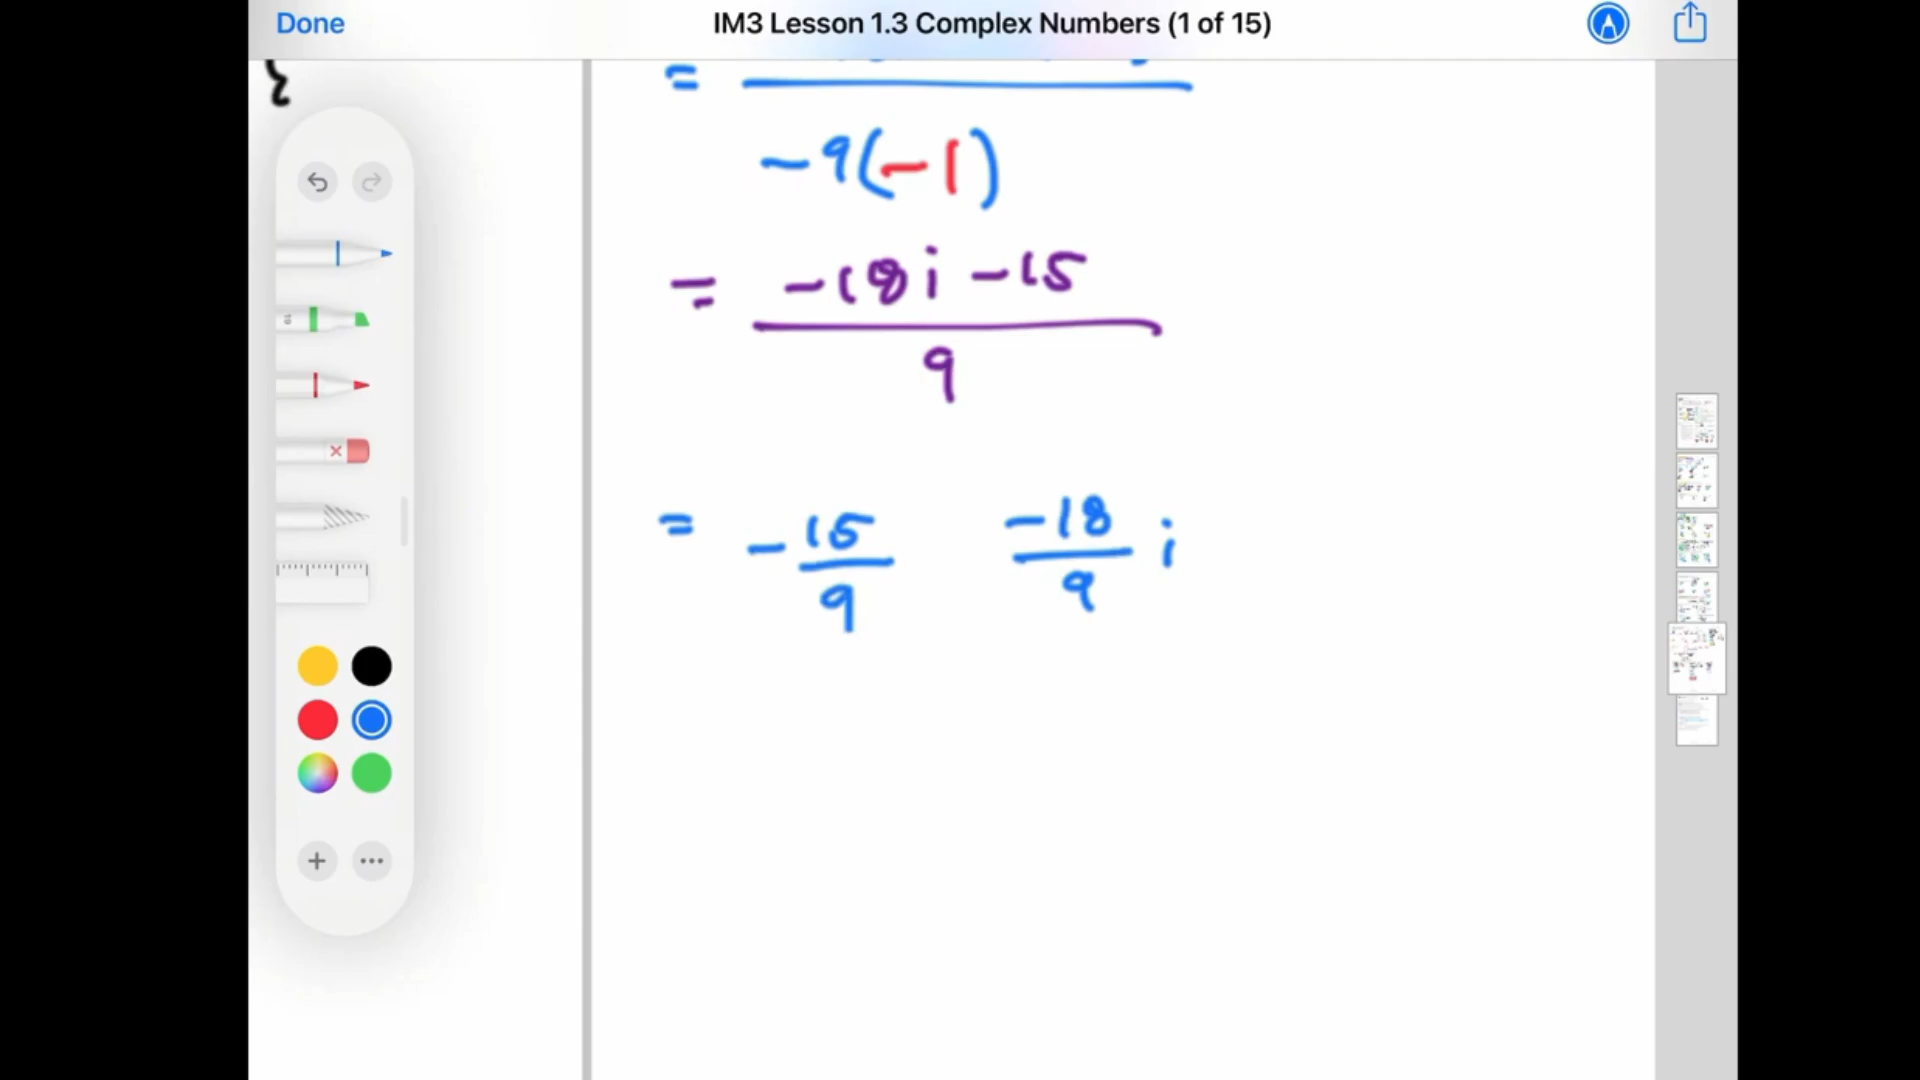 Done
IM3 Lesson 1.3 Complex Numbers (1 of 15)
=
-9(-1)
= -18i -15
9
= -15/9 -18/9 i